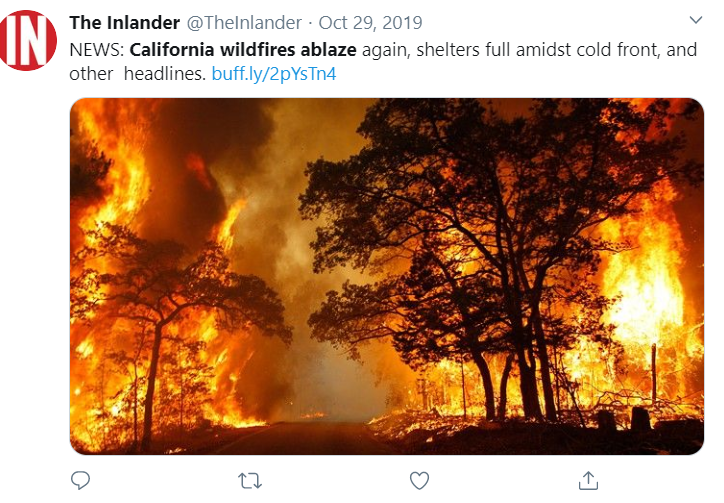 IN
The Inlander @TheInlander · Oct 29, 2019
NEWS: California wildfires ablaze again, shelters full amidst cold front, and
other headlines. buff.ly/2pYsTn4